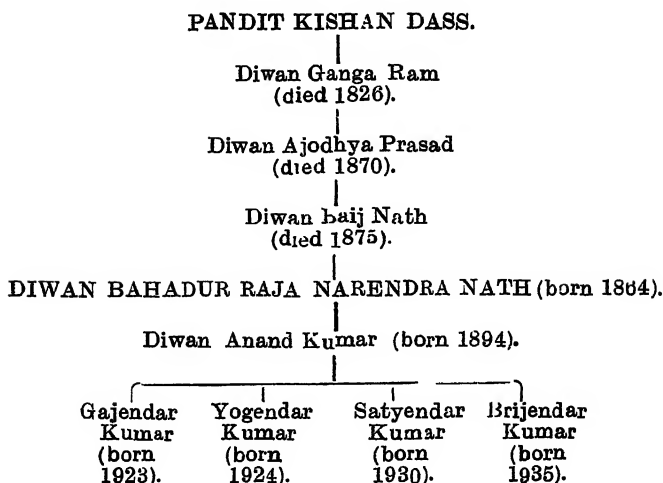 PANDIT KISHAN DASS.
Diwan Ganga Ram
(died 1826).
Diwan Ajodhya Prasad
(died 1870).
Diwan Baij Nath
(died 1875).
DIWAN BAHADUR RAJA NARENDRA NATH (born 1864).
Diwan Anand Kumar (born 1894).
Gajendar Yogendar Satyendar Brijendar
Kumar Kumar Kumar Kumar
(born (born (born (born
1923). 1924). 1930). 1935).